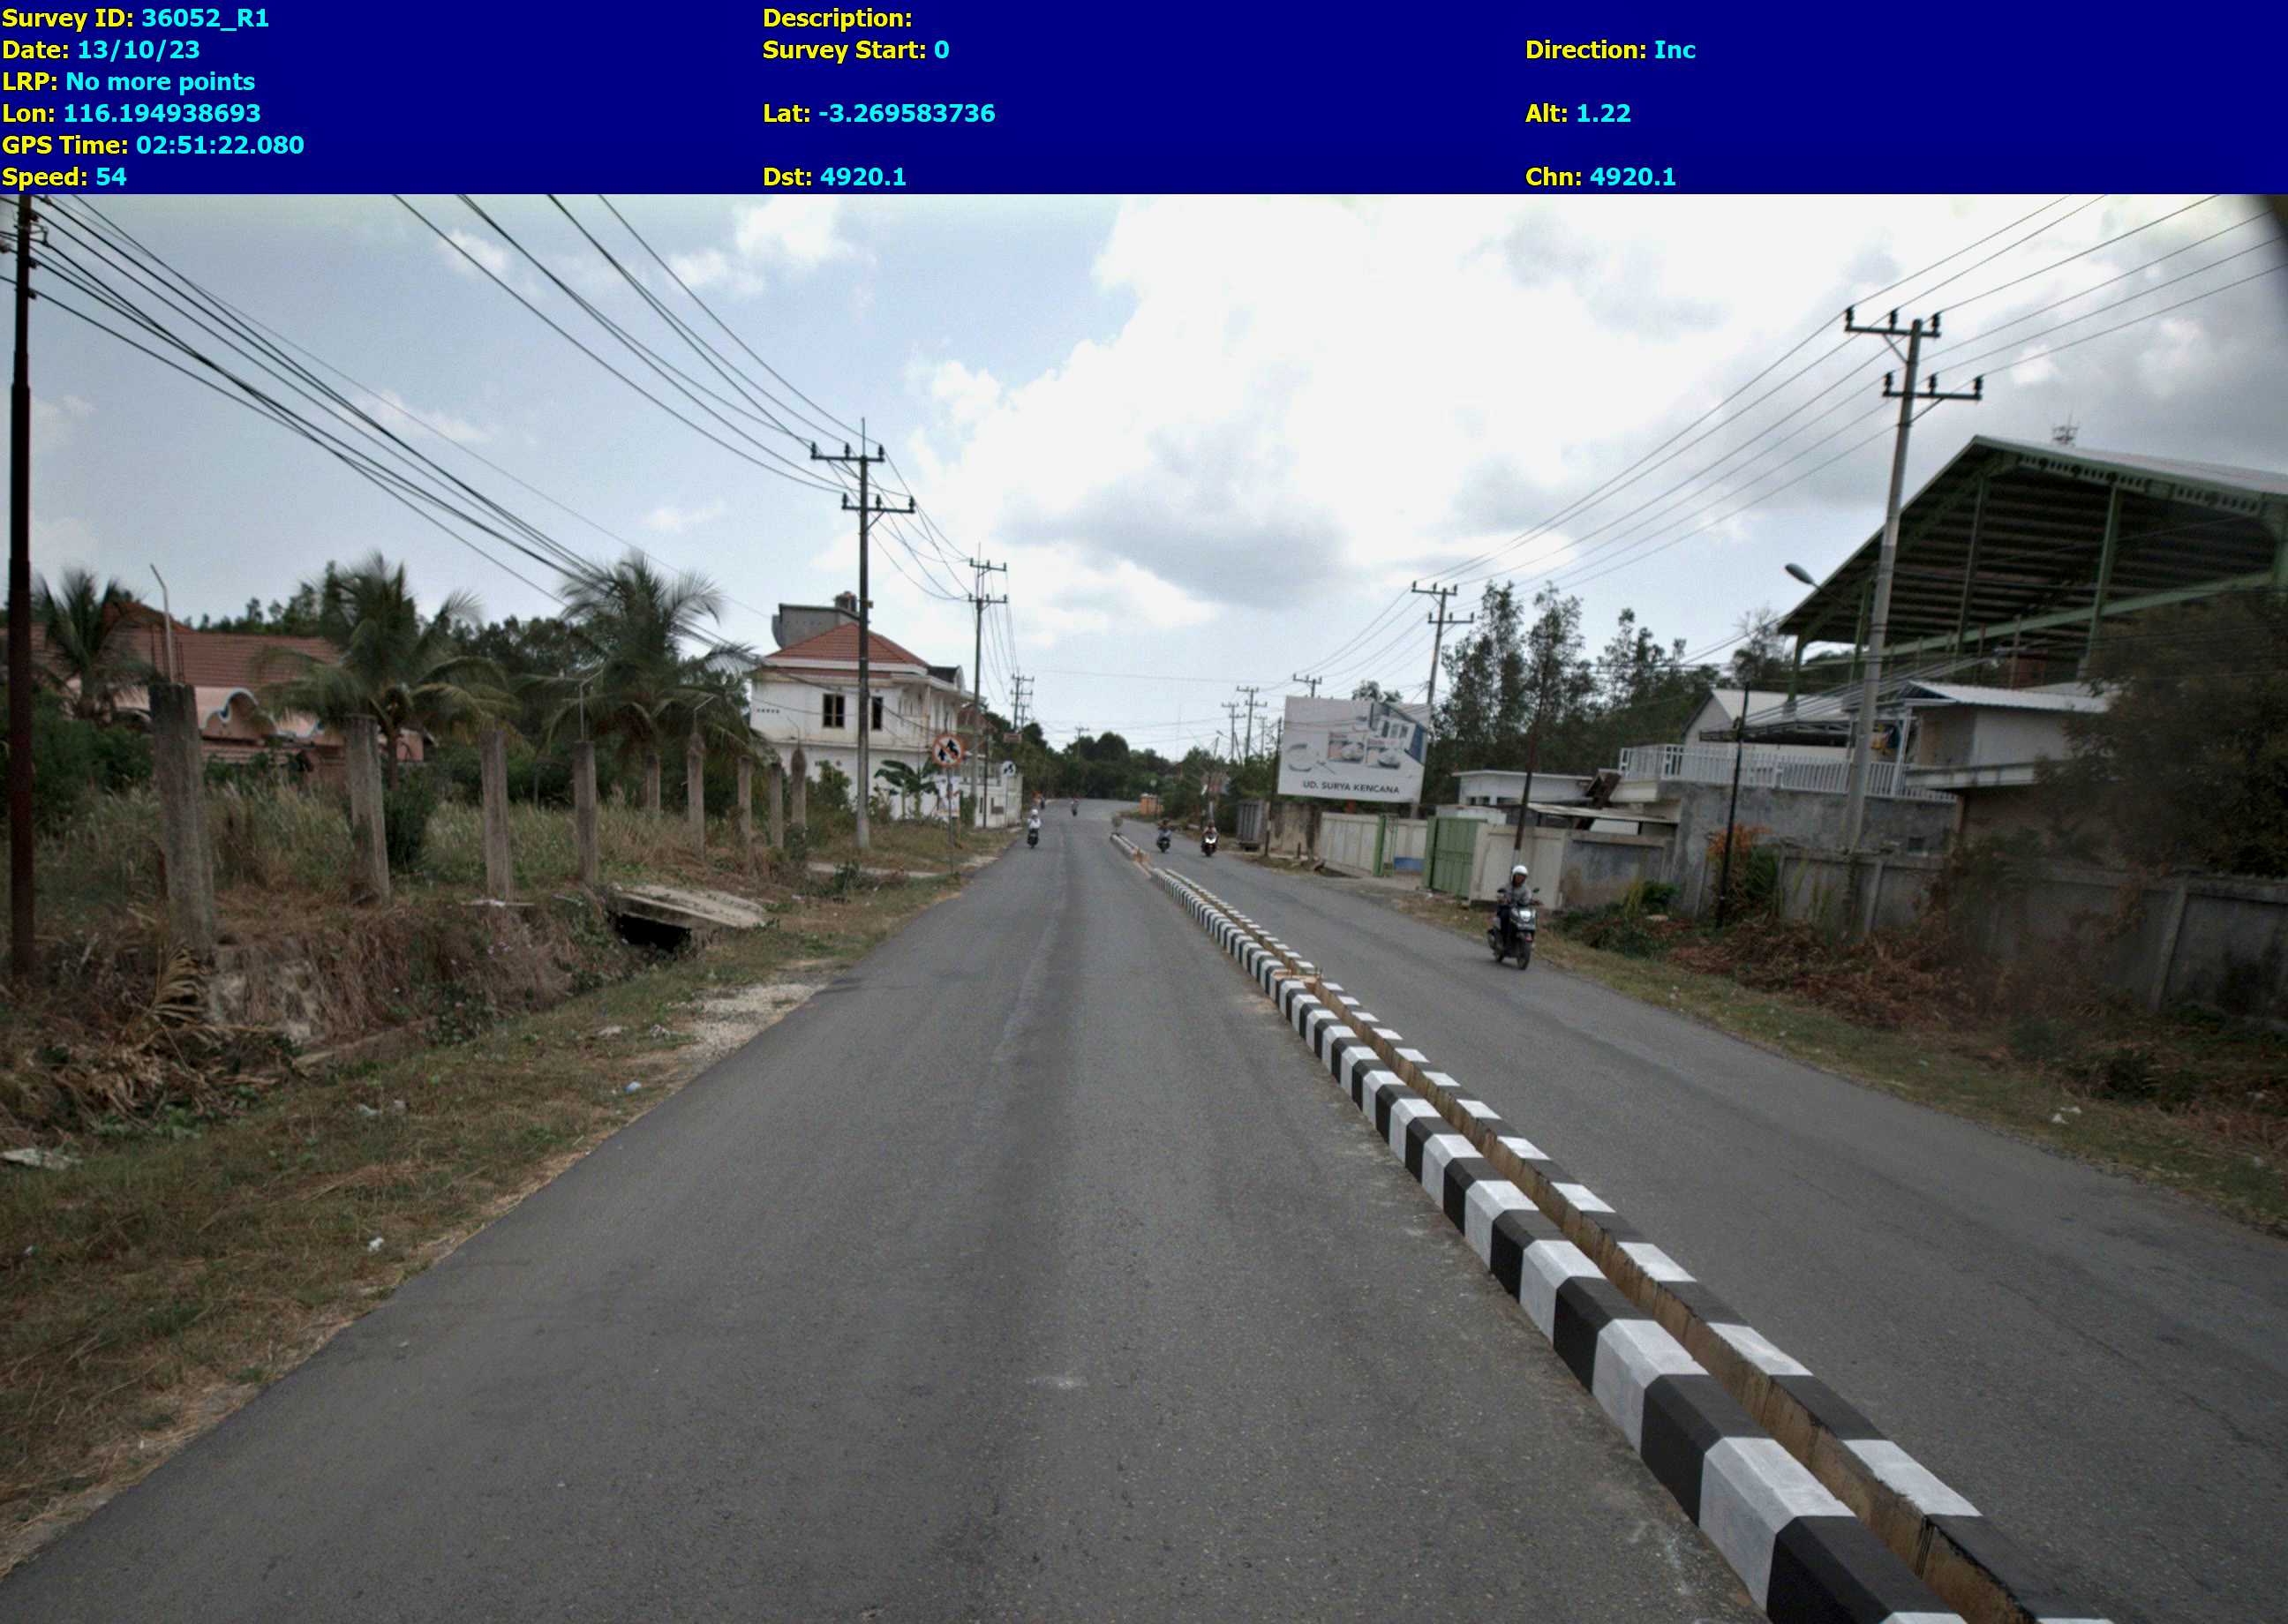 Survey ID: 36052_R1
Description:
Date: 13/10/23
Survey Start: 0
Direction: Inc
LRP: No more points
Lon: 116.194938693
Lat: -3.269583736
Alt: 1.22
GPS Time: 02:51:22.080
Speed: 54
Dst: 4920.1
Chn: 4920.1
UD. SURYA KENCANA